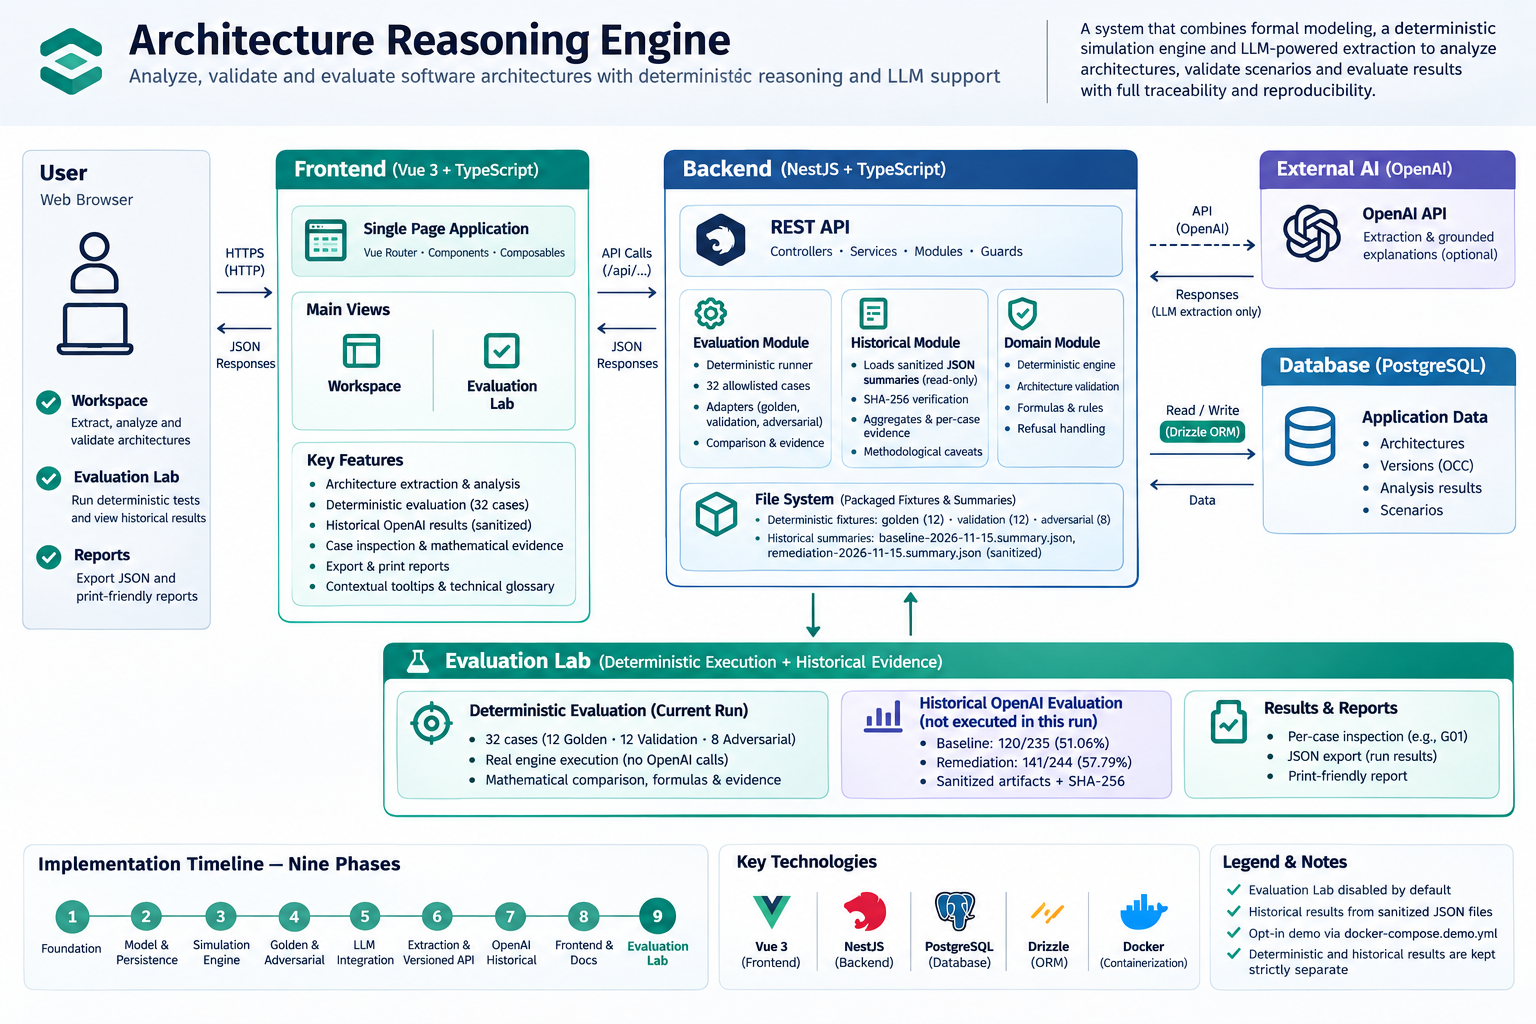 Architecture Reasoning Engine
Analyze, validate and evaluate software architectures with deterministic reasoning and LLM support
A system that combines formal modeling, a deterministic
simulation engine and LLM-powered extraction to analyze
architectures, validate scenarios and evaluate results
with full traceability and reproducibility.
User
Web Browser
Workspace
Extract, analyze and
validate architectures
Evaluation Lab
Run deterministic tests
and view historical results
Reports
Export JSON and
print-friendly reports
HTTPS
(HTTP)
JSON
Responses
Frontend (Vue 3 + TypeScript)
Single Page Application
Vue Router • Components • Composables
Main Views
Workspace
Evaluation
Lab
Key Features
• Architecture extraction & analysis
• Deterministic evaluation (32 cases)
• Historical OpenAI results (sanitized)
• Case inspection & mathematical evidence
• Export & print reports
• Contextual tooltips & technical glossary
API Calls
(/api/...)
JSON
Responses
Backend (NestJS + TypeScript)
REST API
Controllers • Services • Modules • Guards
Evaluation Module
• Deterministic runner
• 32 allowlisted cases
• Adapters (golden,
validation, adversarial)
• Comparison & evidence
Historical Module
• Loads sanitized JSON
summaries (read-only)
• SHA-256 verification
• Aggregates & per-case
evidence
• Methodological caveats
Domain Module
• Deterministic engine
• Architecture validation
• Formulas & rules
• Refusal handling
File System (Packaged Fixtures & Summaries)
• Deterministic fixtures: golden (12) • validation (12) • adversarial (8)
• Historical summaries: baseline-2026-11-15.summary.json,
remediation-2026-11-15.summary.json (sanitized)
API
(OpenAI)
Responses
(LLM extraction only)
External AI (OpenAI)
OpenAI API
Extraction & grounded
explanations (optional)
Read / Write
(Drizzle ORM)
Data
Database (PostgreSQL)
Application Data
• Architectures
• Versions (OCC)
• Analysis results
• Scenarios
Evaluation Lab (Deterministic Execution + Historical Evidence)
Deterministic Evaluation (Current Run)
• 32 cases (12 Golden • 12 Validation • 8 Adversarial)
• Real engine execution (no OpenAI calls)
• Mathematical comparison, formulas & evidence
Historical OpenAI Evaluation
(not executed in this run)
• Baseline: 120/235 (51.06%)
• Remediation: 141/244 (57.79%)
• Sanitized artifacts + SHA-256
Results & Reports
• Per-case inspection (e.g., G01)
• JSON export (run results)
• Print-friendly report
Implementation Timeline — Nine Phases
1 2 3 4 5 6 7 8 9
Foundation
Model &
Persistence
Simulation
Engine
Golden &
Adversarial
LLM
Integration
Extraction &
Versioned API
OpenAI
Historical
Frontend &
Docs
Evaluation
Lab
Key Technologies
Vue 3
(Frontend)
NestJS
(Backend)
PostgreSQL
(Database)
Drizzle
(ORM)
Docker
(Containerization)
Legend & Notes
Evaluation Lab disabled by default
Historical results from sanitized JSON files
Opt-in demo via docker-compose.demo.yml
Deterministic and historical results are kept
strictly separate